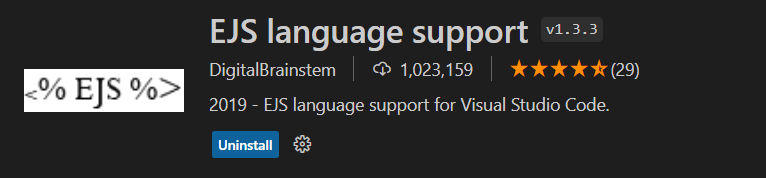 EJS language support v1.3.3
<% EJS %>
DigitalBrainstem 1,023,159 (29)
2019 - EJS language support for Visual Studio Code.
Uninstall